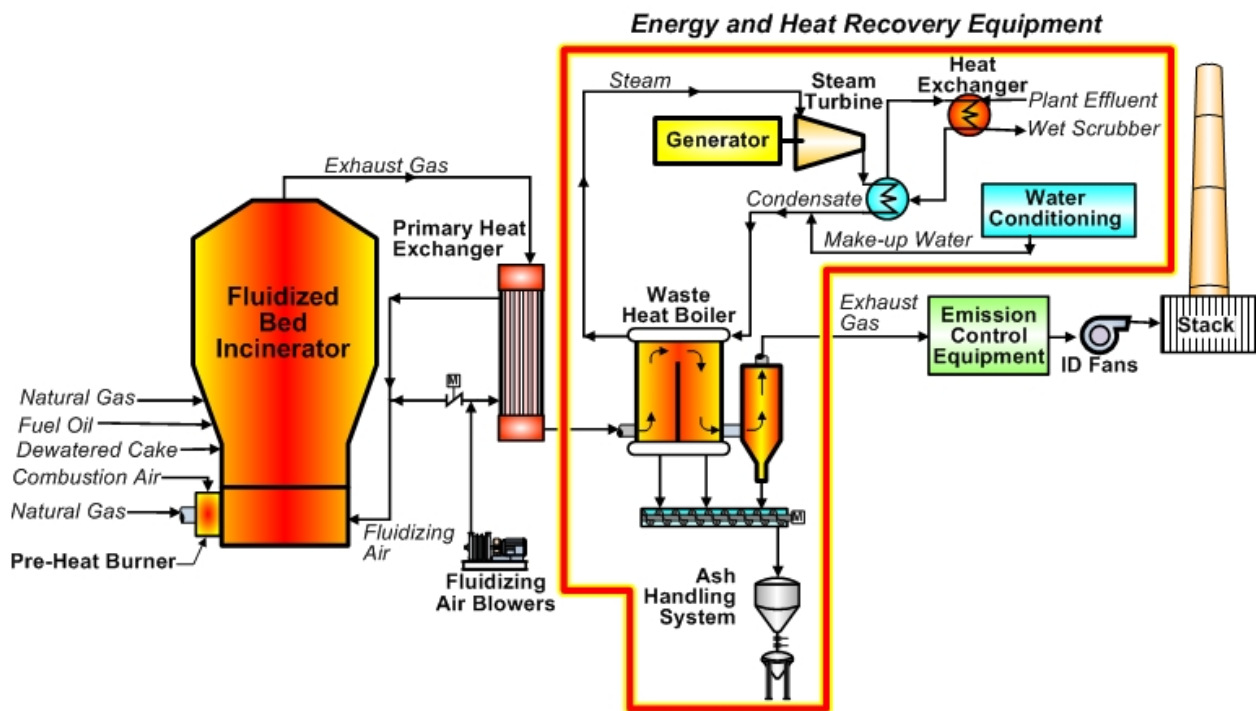 Energy and Heat Recovery Equipment
Steam
Steam
Turbine
Heat
Exchanger
Plant Effluent
Wet Scrubber
Generator
Exhaust Gas
Condensate
Water
Conditioning
Make-up Water
Primary Heat
Exchanger
Fluidized
Bed
Incinerator
Waste
Heat Boiler
Exhaust
Gas
Emission
Control
Equipment
ID Fans
Stack
M
Natural Gas
Fuel Oil
Dewatered Cake
Combustion Air
Natural Gas
Pre-Heat Burner
Fluidizing
Air
M
Fluidizing
Air Blowers
Ash
Handling
System